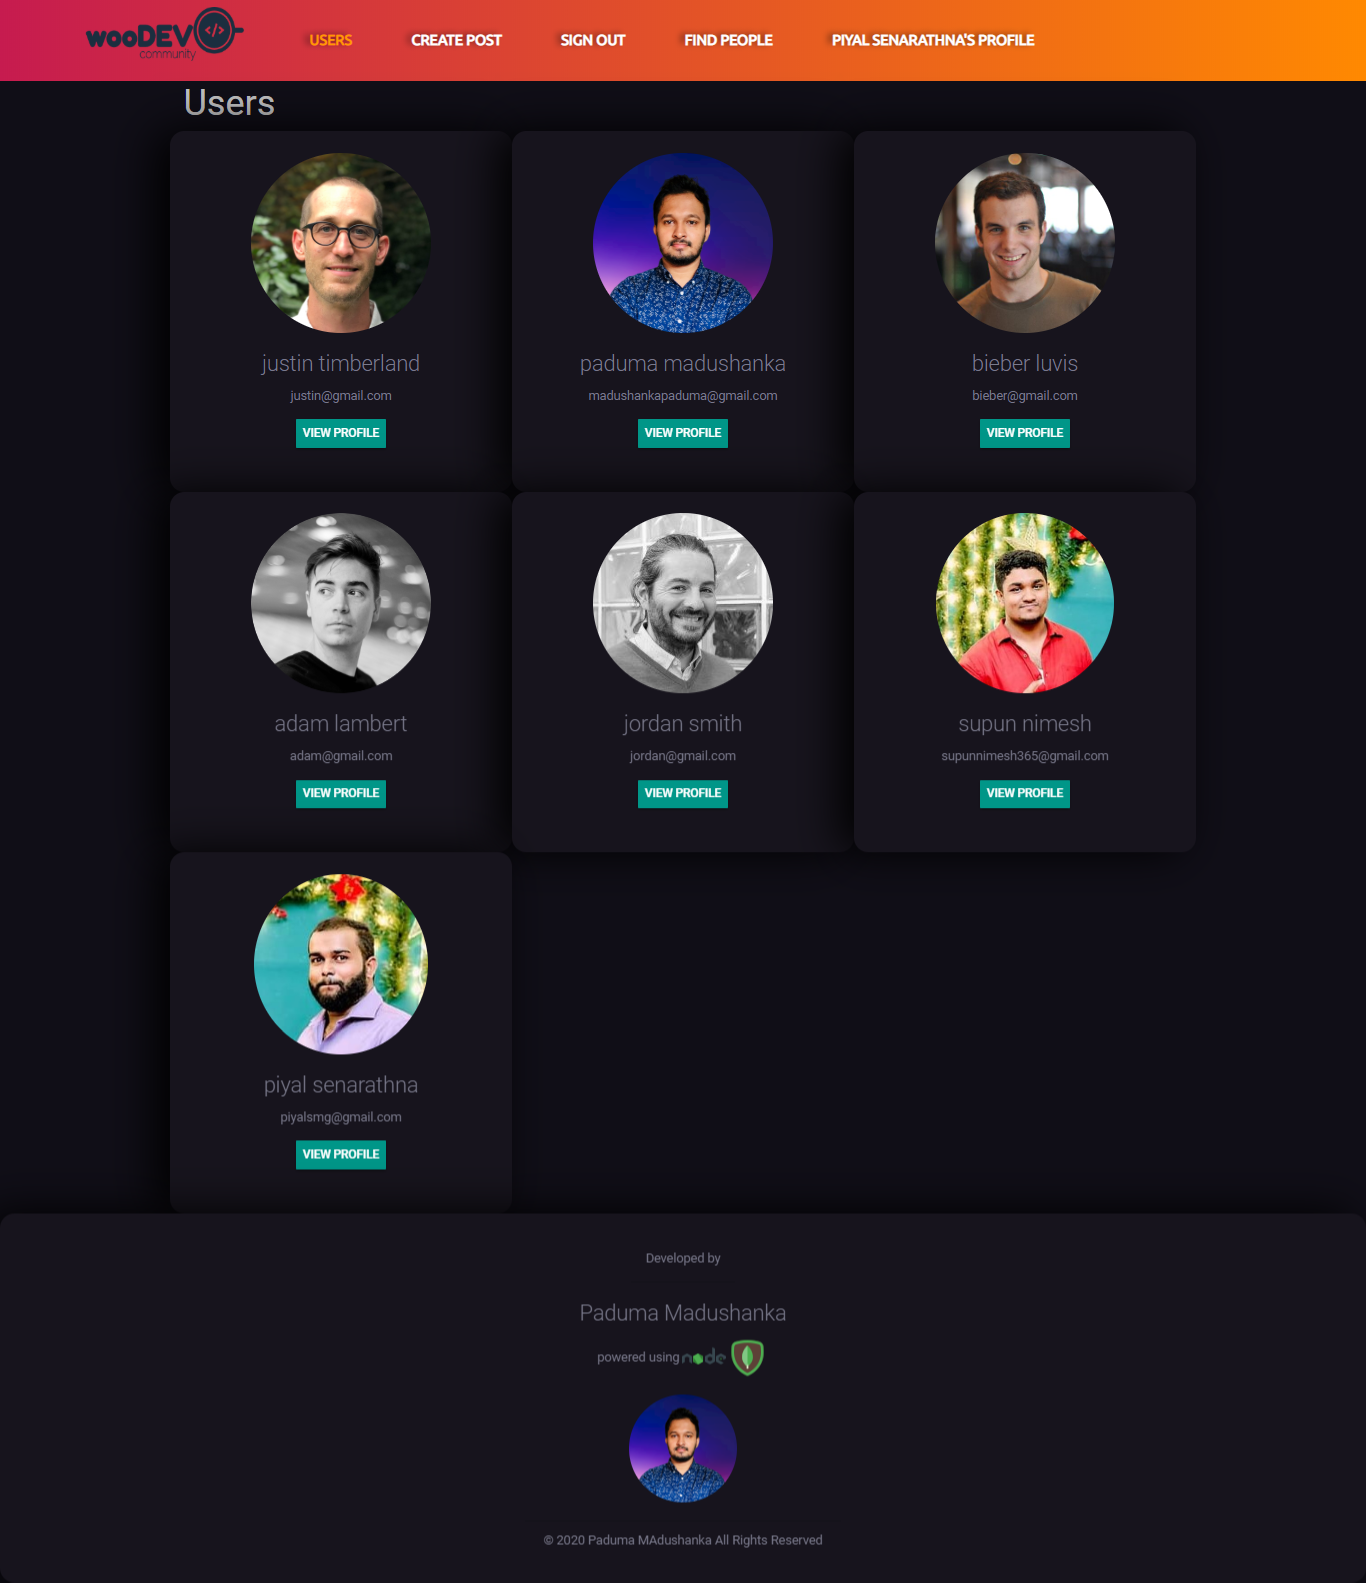 wooDEV </>
community
USERS CREATE POST SIGN OUT FIND PEOPLE PIYAL SENARATHNA'S PROFILE
Users
justin timberland
justin@gmail.com
VIEW PROFILE
paduma madushanka
madushankapaduma@gmail.com
VIEW PROFILE
bieber luvis
bieber@gmail.com
VIEW PROFILE
adam lambert
adam@gmail.com
VIEW PROFILE
jordan smith
jordan@gmail.com
VIEW PROFILE
supun nimesh
supunnimesh365@gmail.com
VIEW PROFILE
piyal senarathna
piyalsmg@gmail.com
VIEW PROFILE
Developed by
Paduma Madushanka
powered using node
© 2020 Paduma MAdushanka All Rights Reserved